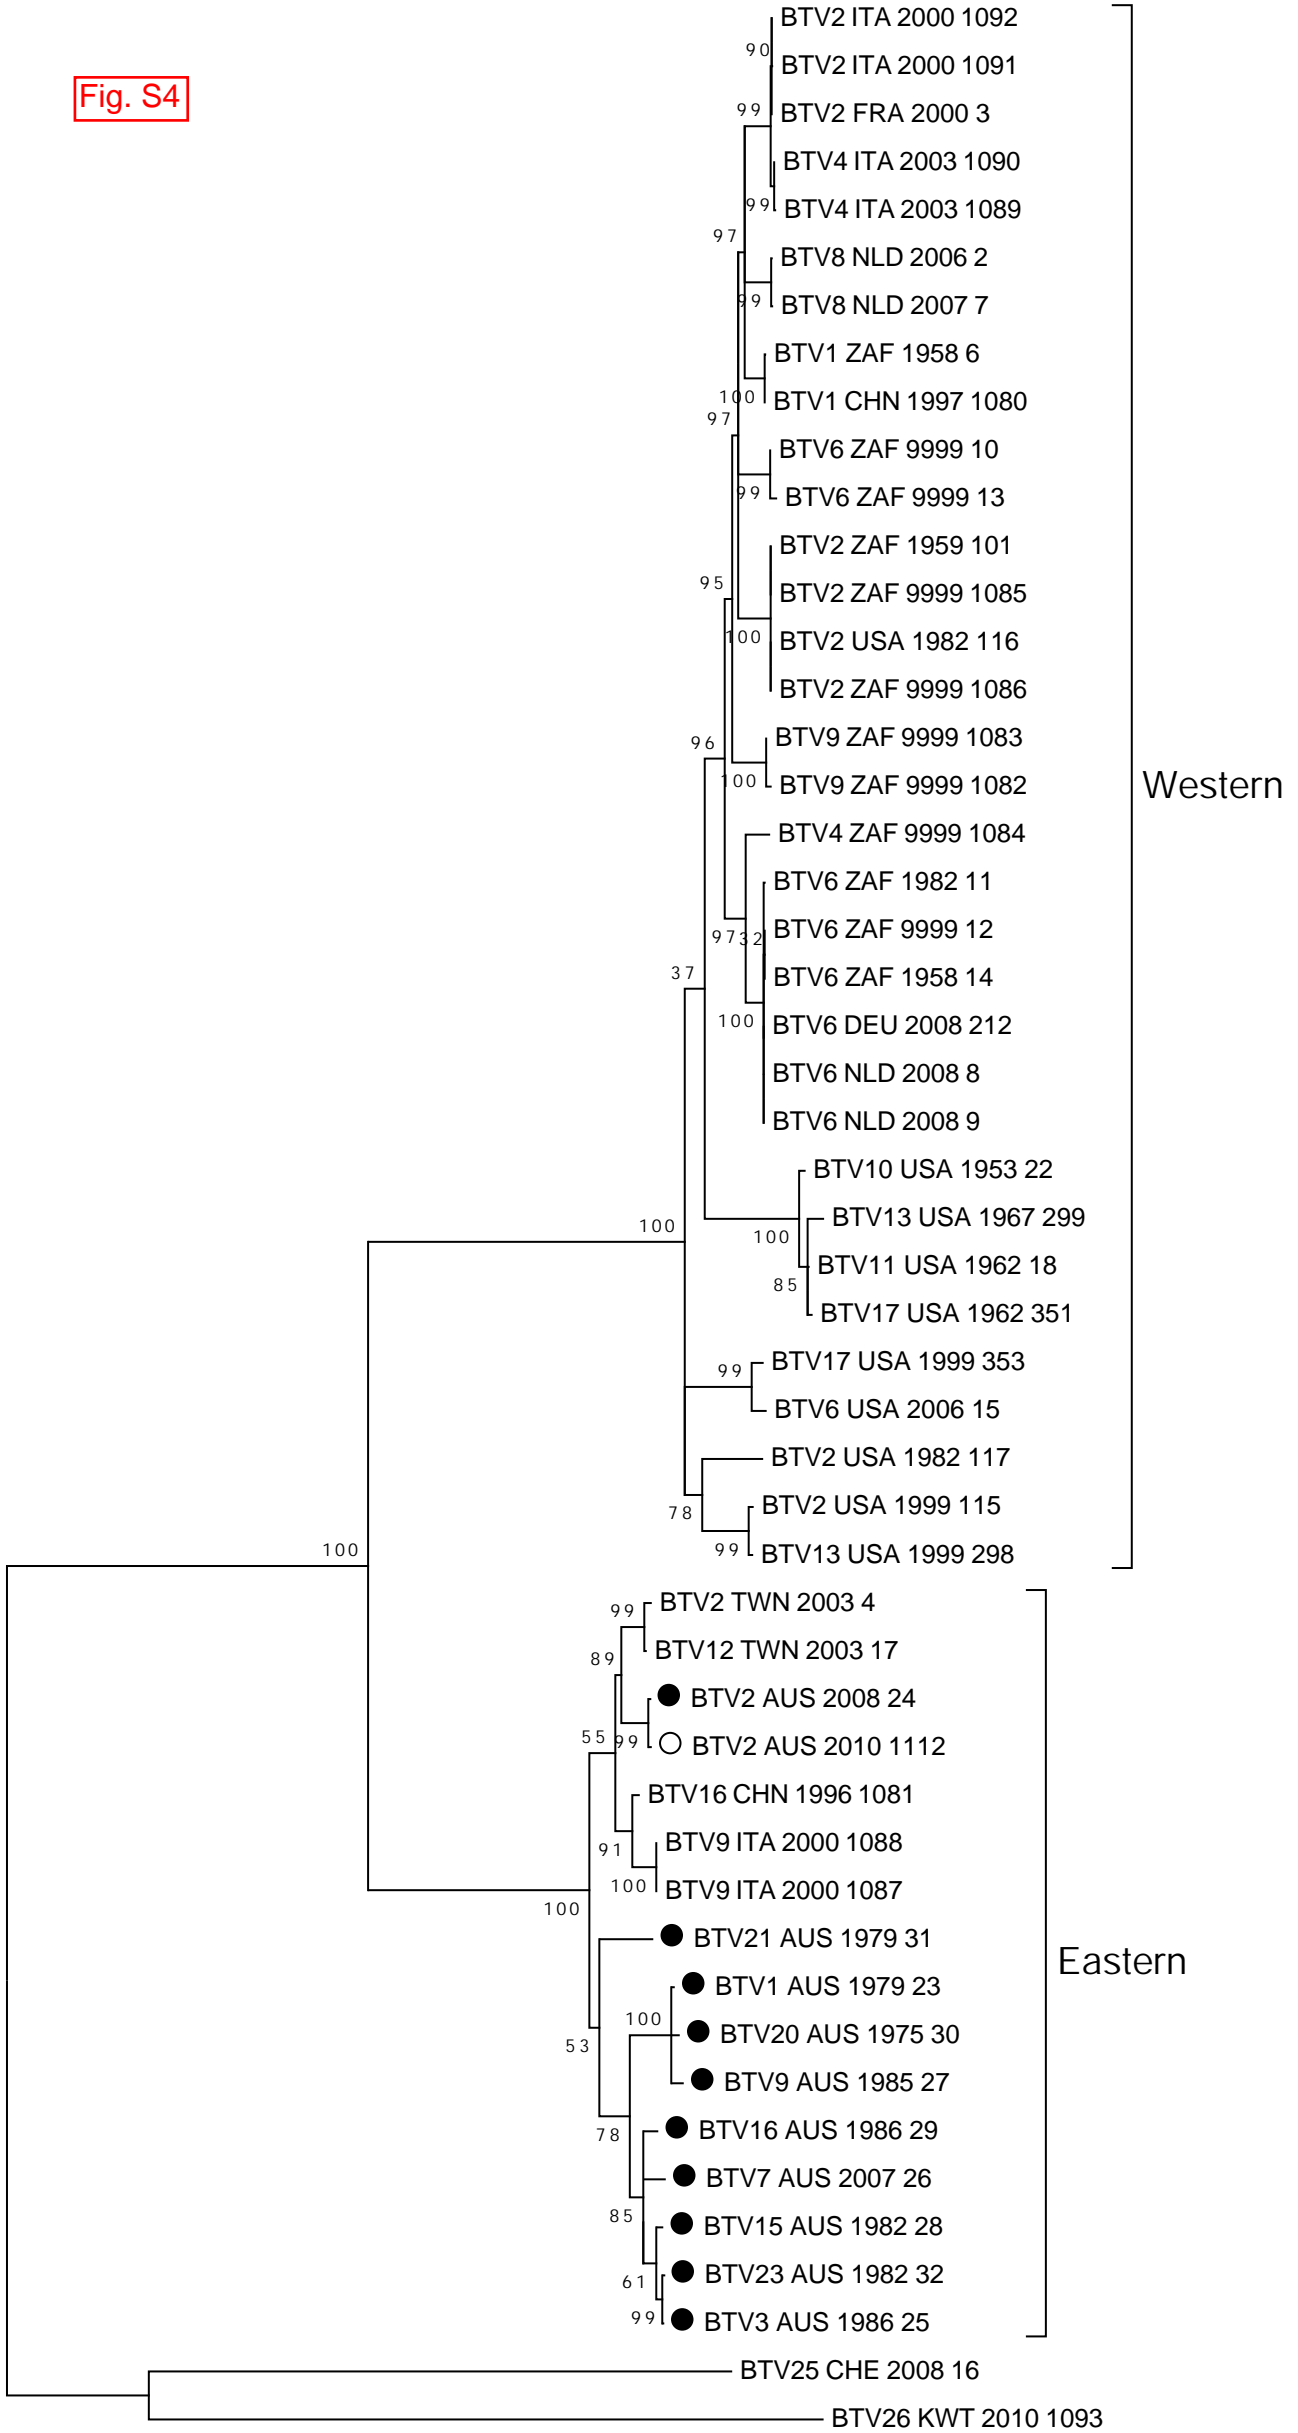 Fig. S4
BTV2 ITA 2000 1092
90
BTV2 ITA 2000 1091
99
BTV2 FRA 2000 3
BTV4 ITA 2003 1090
99
BTV4 ITA 2003 1089
97
BTV8 NLD 2006 2
99
BTV8 NLD 2007 7
BTV1 ZAF 1958 6
100
BTV1 CHN 1997 1080
97
BTV6 ZAF 9999 10
99
BTV6 ZAF 9999 13
BTV2 ZAF 1959 101
95
BTV2 ZAF 9999 1085
100
BTV2 USA 1982 116
BTV2 ZAF 9999 1086
96
BTV9 ZAF 9999 1083
100
BTV9 ZAF 9999 1082
Western
BTV4 ZAF 9999 1084
BTV6 ZAF 1982 11
97
32
BTV6 ZAF 9999 12
37
BTV6 ZAF 1958 14
100
BTV6 DEU 2008 212
BTV6 NLD 2008 8
BTV6 NLD 2008 9
BTV10 USA 1953 22
100
BTV13 USA 1967 299
100
BTV11 USA 1962 18
85
BTV17 USA 1962 351
BTV17 USA 1999 353
99
BTV6 USA 2006 15
BTV2 USA 1982 117
78
BTV2 USA 1999 115
99
BTV13 USA 1999 298
100
BTV2 TWN 2003 4
99
BTV12 TWN 2003 17
89
BTV2 AUS 2008 24
55
99
BTV2 AUS 2010 1112
BTV16 CHN 1996 1081
91
BTV9 ITA 2000 1088
100
BTV9 ITA 2000 1087
100
BTV21 AUS 1979 31
Eastern
BTV1 AUS 1979 23
100
BTV20 AUS 1975 30
53
BTV9 AUS 1985 27
78
BTV16 AUS 1986 29
BTV7 AUS 2007 26
85
BTV15 AUS 1982 28
61
BTV23 AUS 1982 32
99
BTV3 AUS 1986 25
BTV25 CHE 2008 16
BTV26 KWT 2010 1093